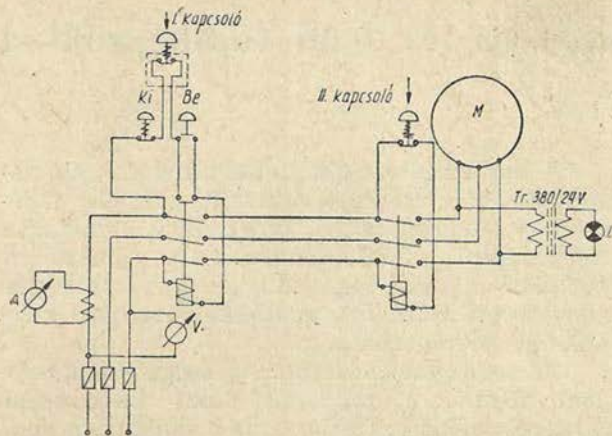 I. kapcsoló
Ki
Be
II. kapcsoló
M
Tr. 380/24V
A
V.